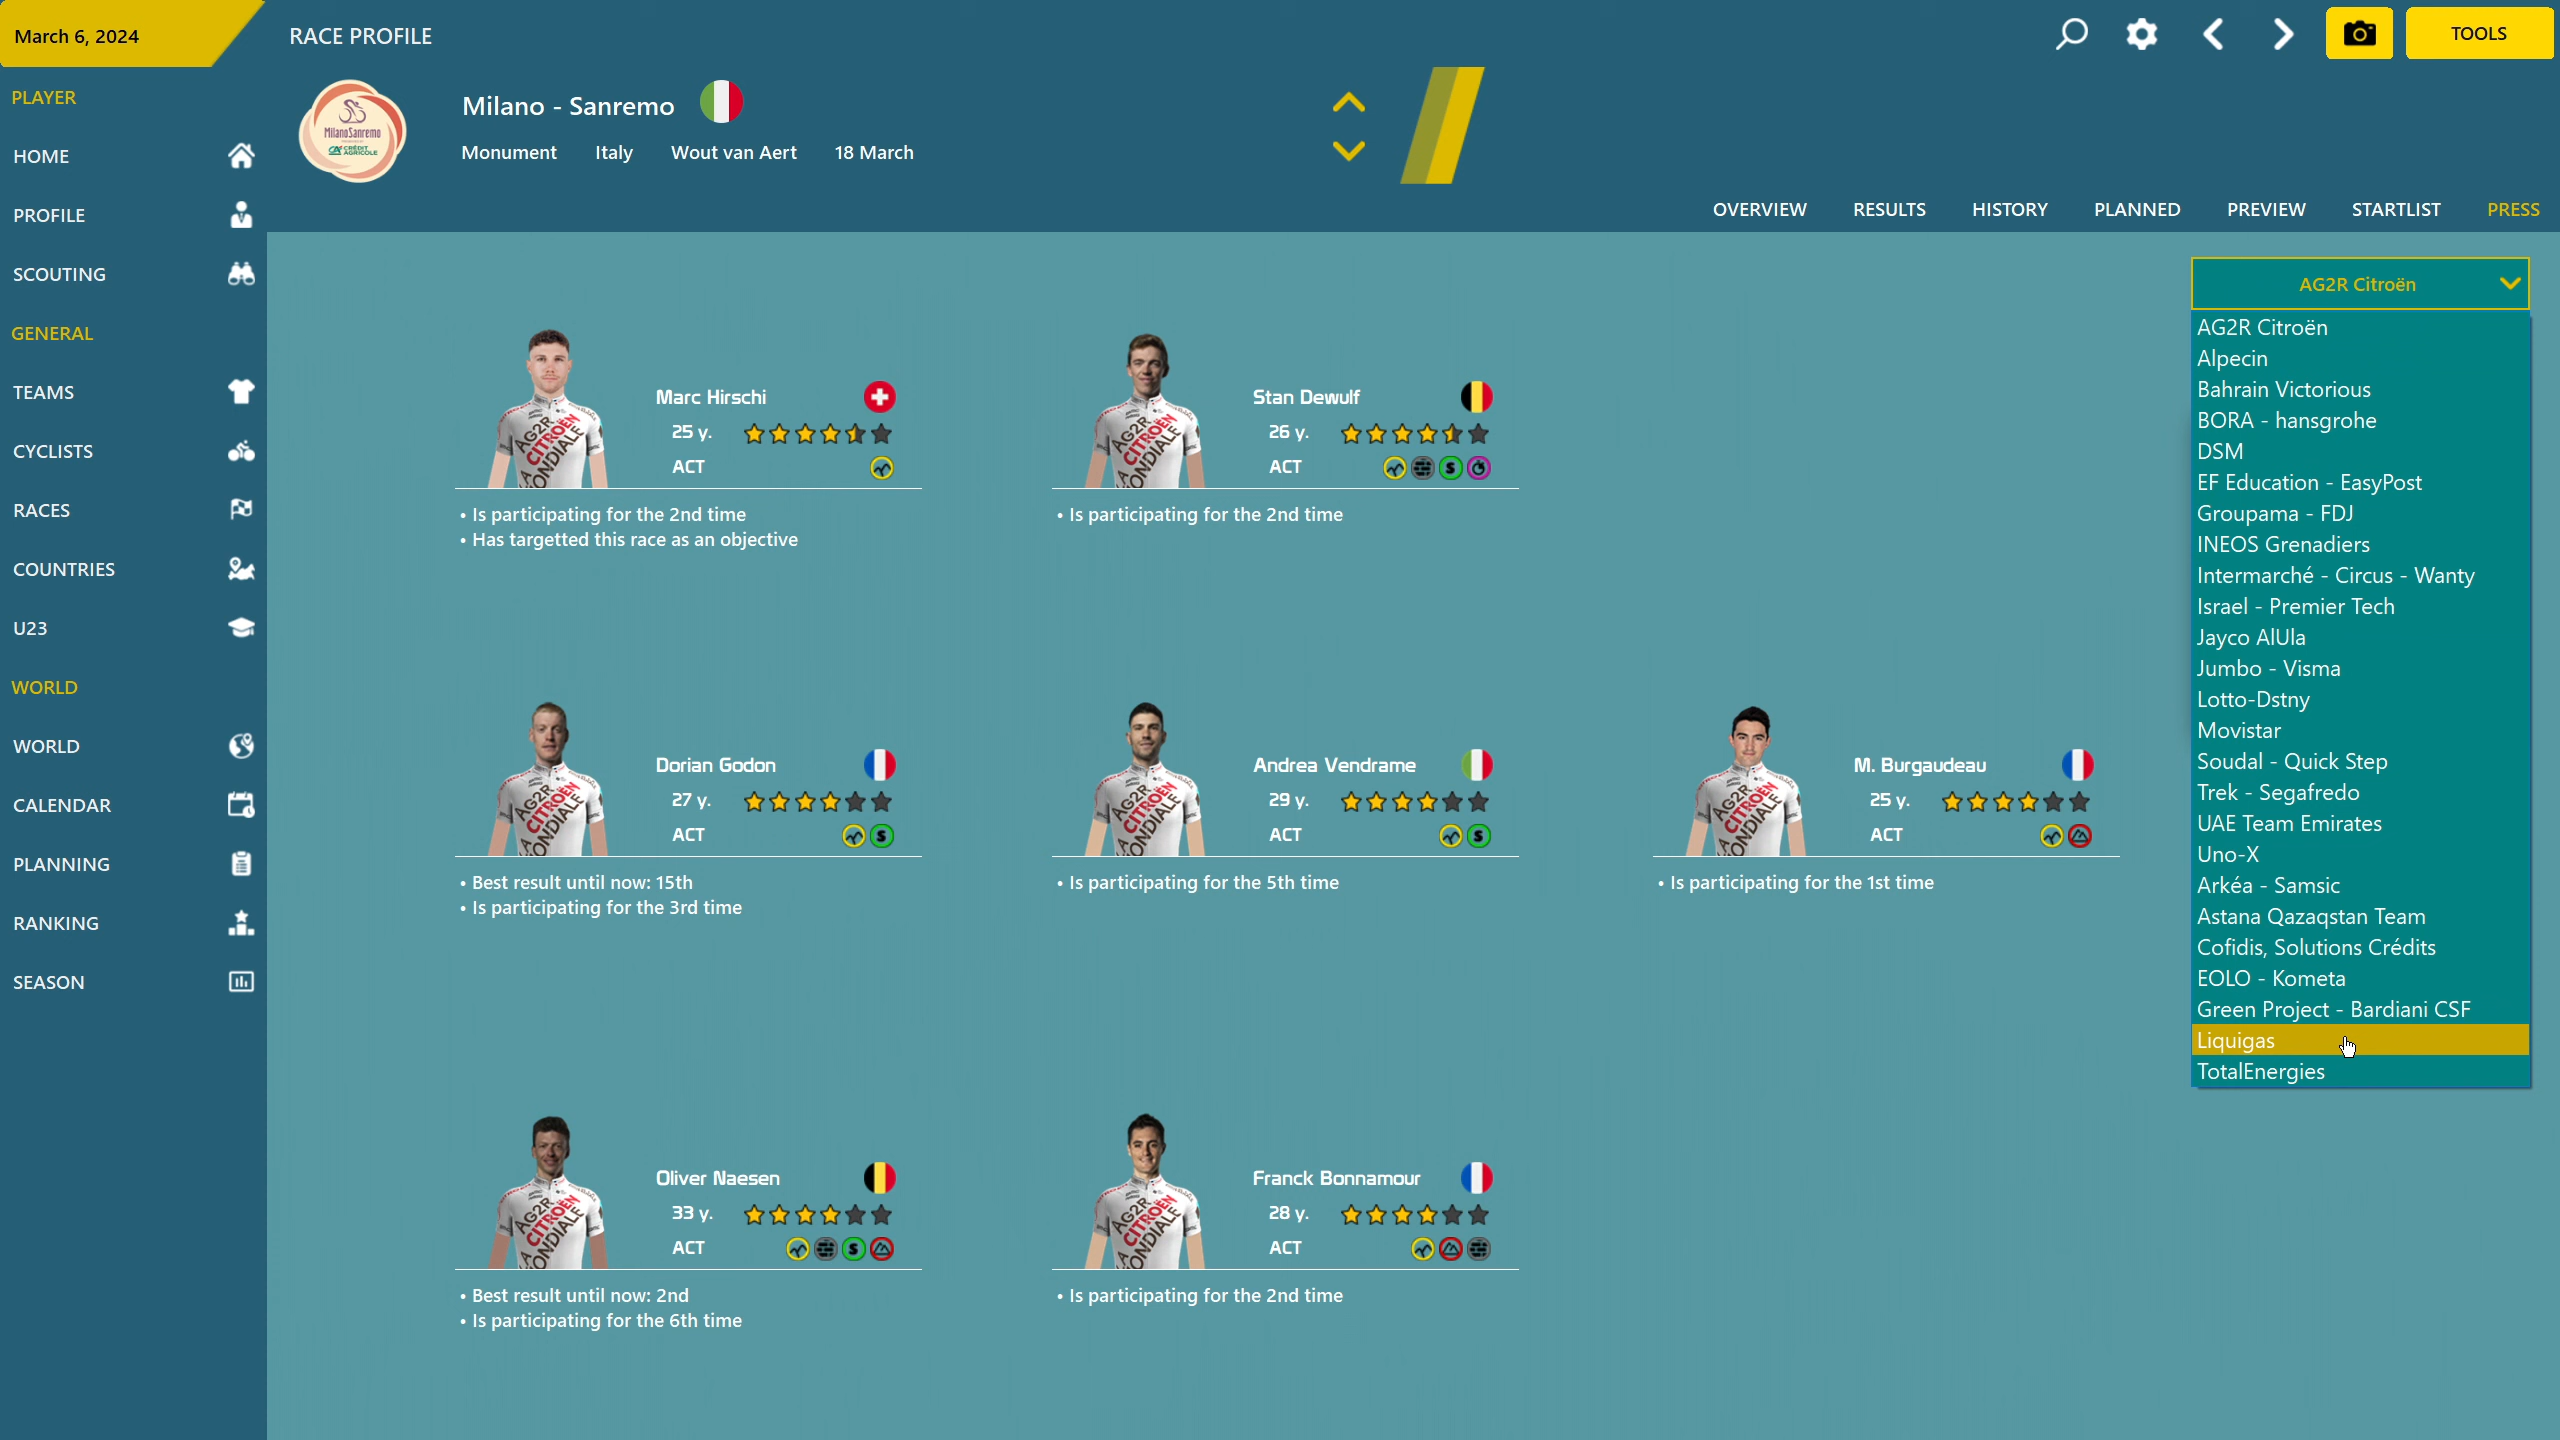 March 6, 2024
RACE PROFILE
TOOLS
PLAYER
HOME
PROFILE
SCOUTING
GENERAL
TEAMS
CYCLISTS
RACES
COUNTRIES
U23
WORLD
WORLD
CALENDAR
PLANNING
RANKING
SEASON
MilanoSanremo
CRÉDIT AGRICOLE
Milano - Sanremo
Monument Italy Wout van Aert 18 March
OVERVIEW RESULTS HISTORY PLANNED PREVIEW STARTLIST PRESS
Marc Hirschi
25 y.
ACT
• Is participating for the 2nd time
• Has targetted this race as an objective
Stan Dewulf
26 y.
ACT
• Is participating for the 2nd time
Dorian Godon
27 y.
ACT
• Best result until now: 15th
• Is participating for the 3rd time
Andrea Vendrame
29 y.
ACT
• Is participating for the 5th time
M. Burgaudeau
25 y.
ACT
• Is participating for the 1st time
Oliver Naesen
33 y.
ACT
• Best result until now: 2nd
• Is participating for the 6th time
Franck Bonnamour
28 y.
ACT
• Is participating for the 2nd time
AG2R Citroën
AG2R Citroën
Alpecin
Bahrain Victorious
BORA - hansgrohe
DSM
EF Education - EasyPost
Groupama - FDJ
INEOS Grenadiers
Intermarché - Circus - Wanty
Israel - Premier Tech
Jayco AlUla
Jumbo - Visma
Lotto-Dstny
Movistar
Soudal - Quick Step
Trek - Segafredo
UAE Team Emirates
Uno-X
Arkéa - Samsic
Astana Qazaqstan Team
Cofidis, Solutions Crédits
EOLO - Kometa
Green Project - Bardiani CSF
Liquigas
TotalEnergies